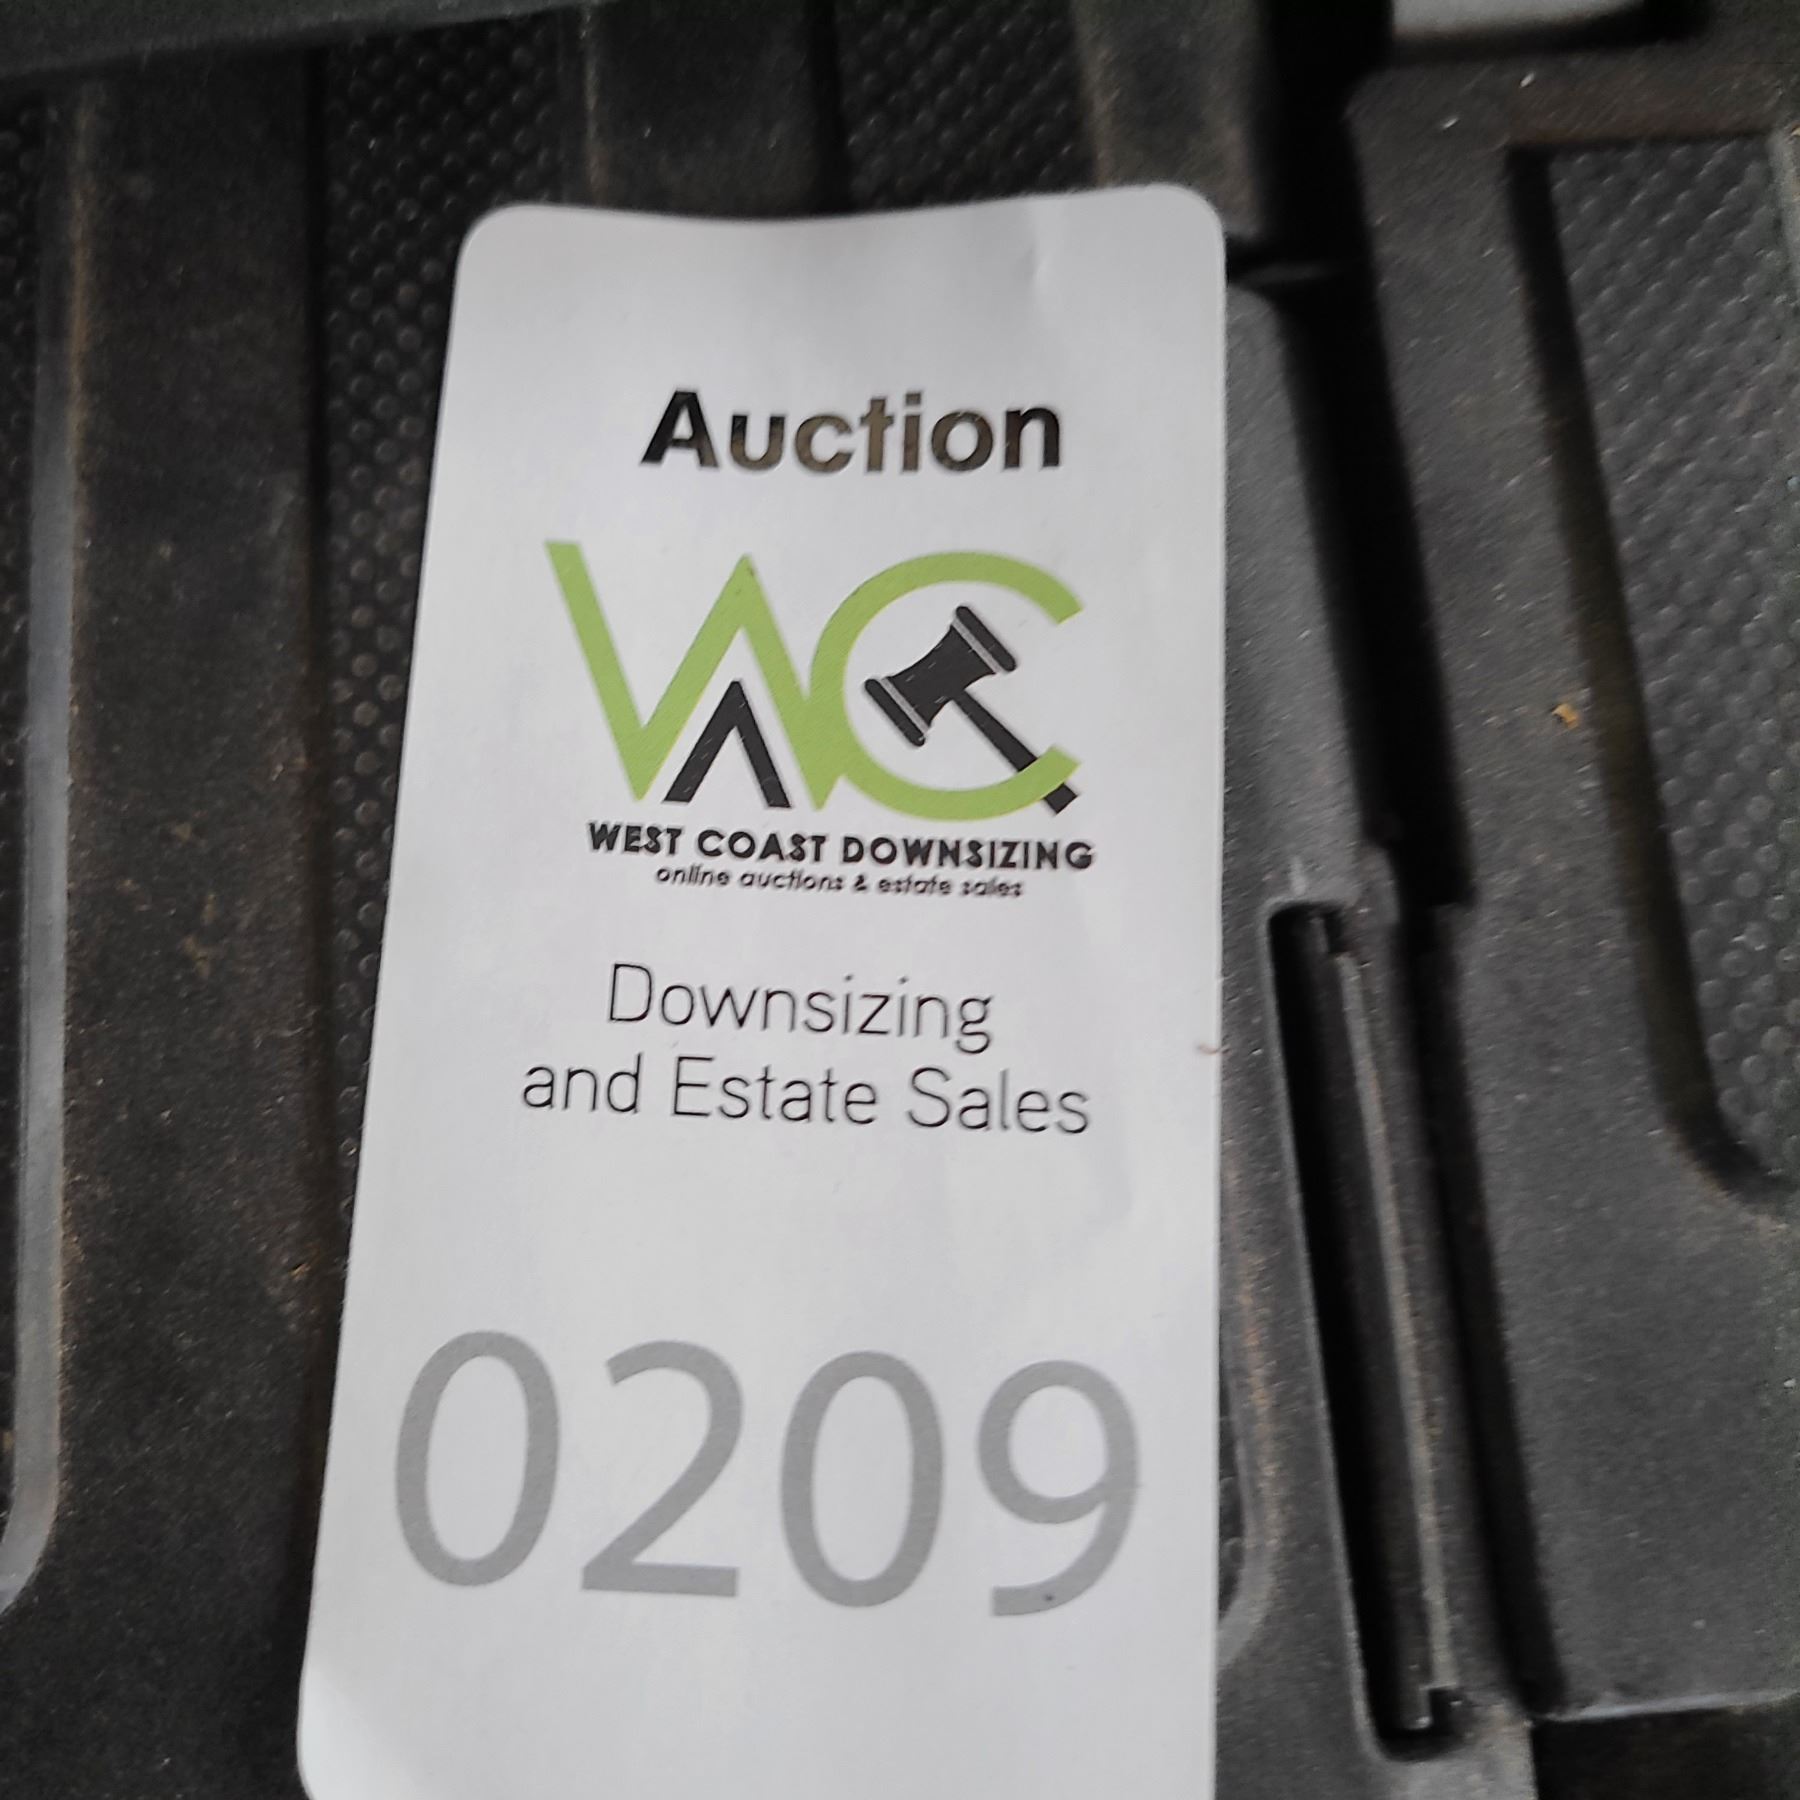 Auction
WC
WEST COAST DOWNSIZING
online auctions & estate sales
Downsizing
and Estate Sales
0209